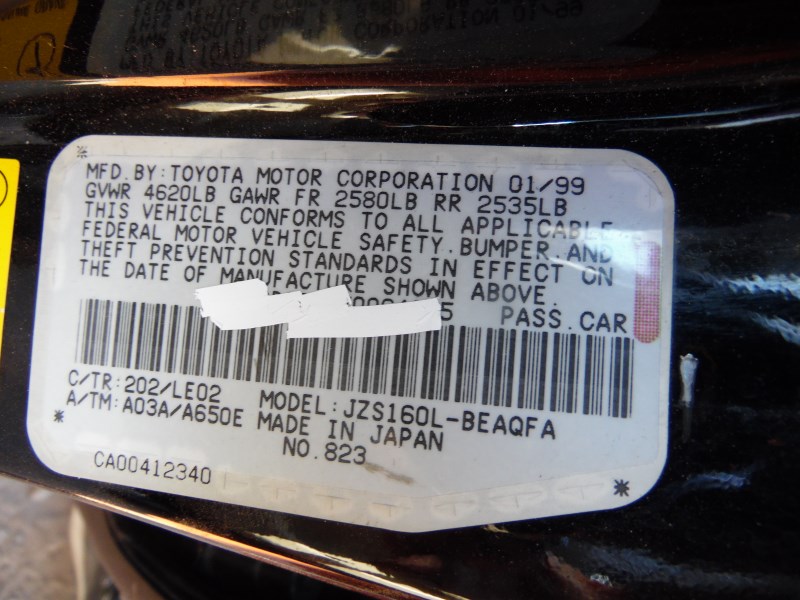 MFD.BY:TOYOTA MOTOR CORPORATION 01/99
GVWR 4620LB GAWR FR 2580LB RR 2535LB
THIS VEHICLE CONFORMS TO ALL APPLICABLE
FEDERAL MOTOR VEHICLE SAFETY.BUMPER.AND
THEFT PREVENTION STANDARDS IN EFFECT ON
THE DATE OF MANUFACTURE SHOWN ABOVE.
5 PASS.CAR
C/TR:202/LE02 MODEL:JZS160L-BEAQFA
A/TM:A03A/A650E MADE IN JAPAN
NO.823
CA00412340